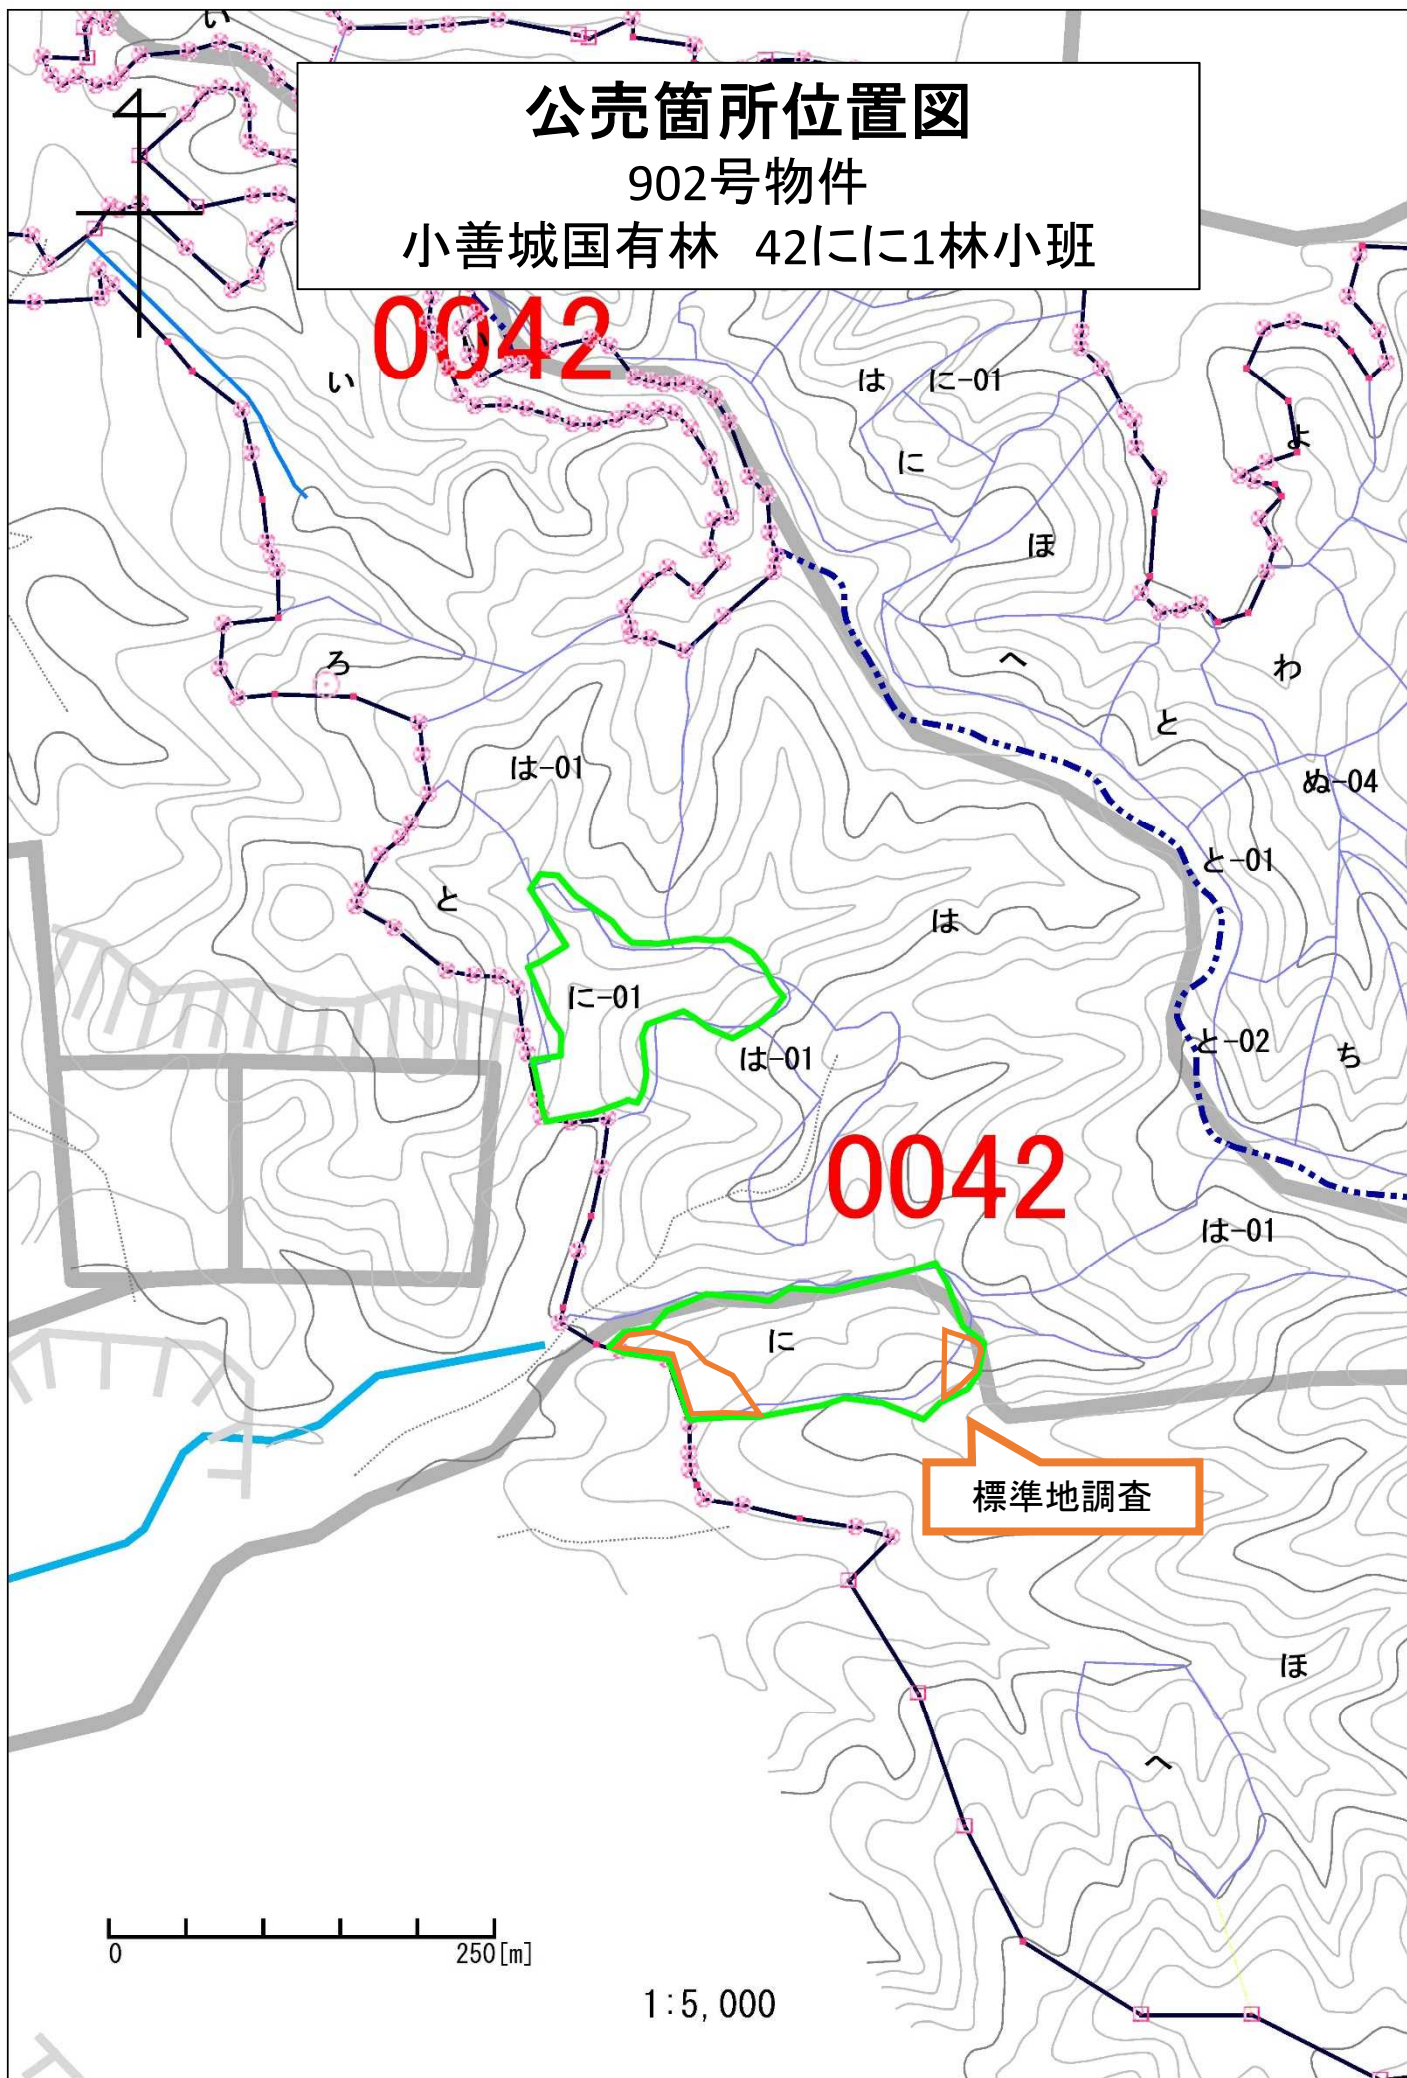 い
公売箇所位置図
902号物件
小善城国有林 42にに1林小班
0042
い
は に-01
よ
に
ほ
ろ
へ
わ
と
は-01
ぬ-04
と-01
と
は
に-01
と-02
は-01
ち
0042
は-01
に
標準地調査
ほ
へ
0 250[m]
1:5,000